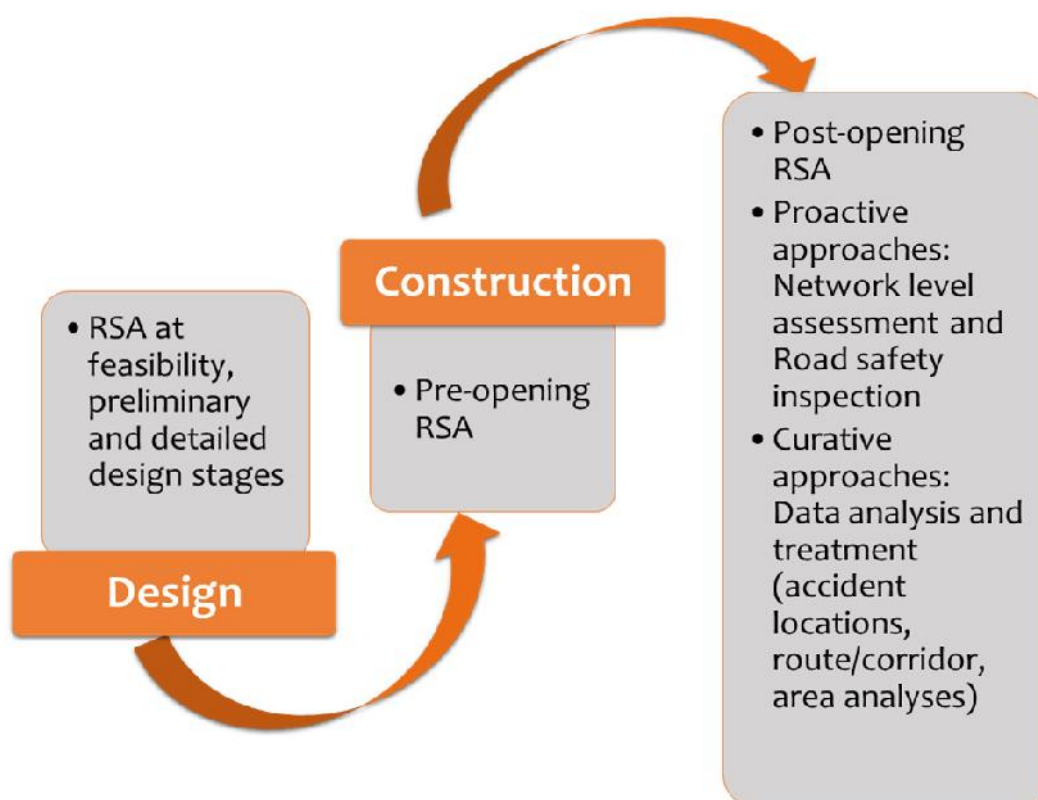 • RSA at
feasibility,
preliminary
and detailed
design stages
Design
Construction
• Pre-opening
RSA
• Post-opening
RSA
• Proactive
approaches:
Network level
assessment and
Road safety
inspection
• Curative
approaches:
Data analysis and
treatment
(accident
locations,
route/corridor,
area analyses)